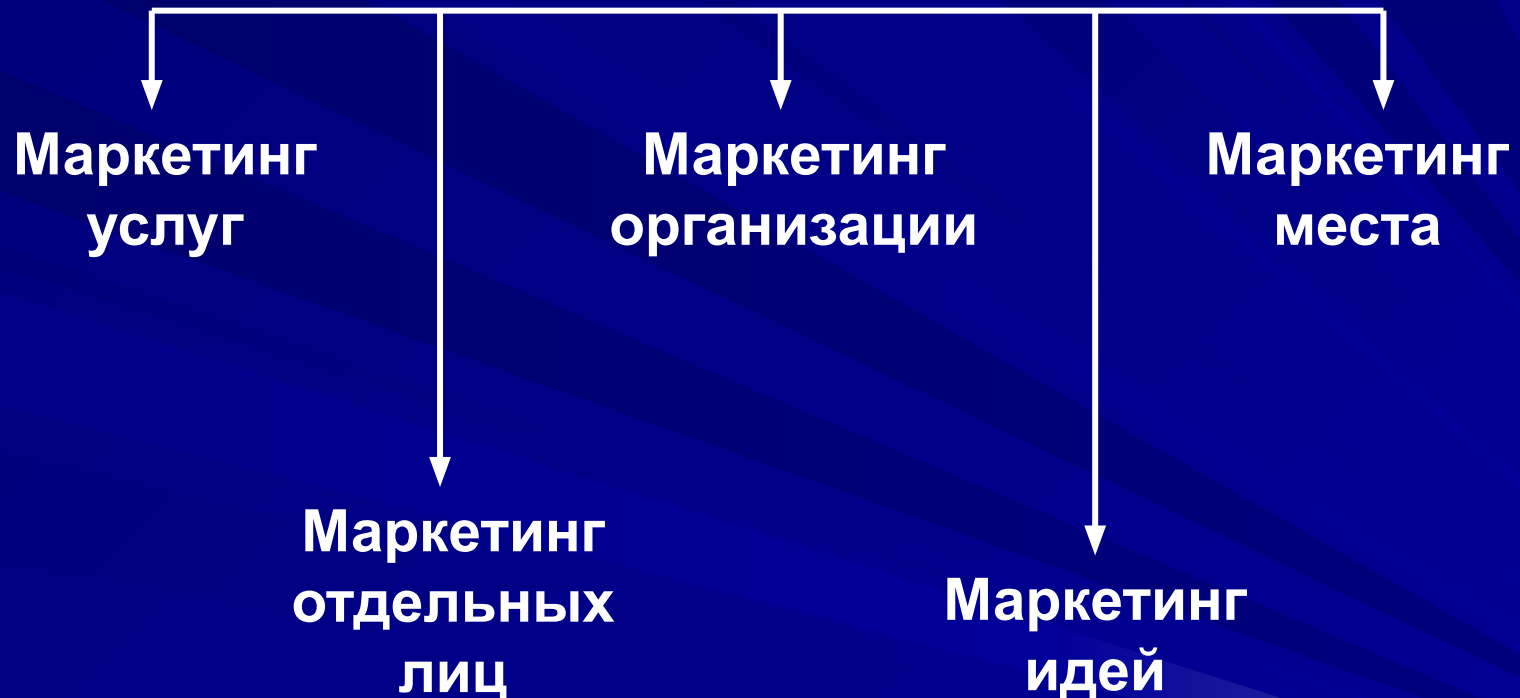 Маркетинг
услуг
Маркетинг
организации
Маркетинг
места
Маркетинг
отдельных
лиц
Маркетинг
идей